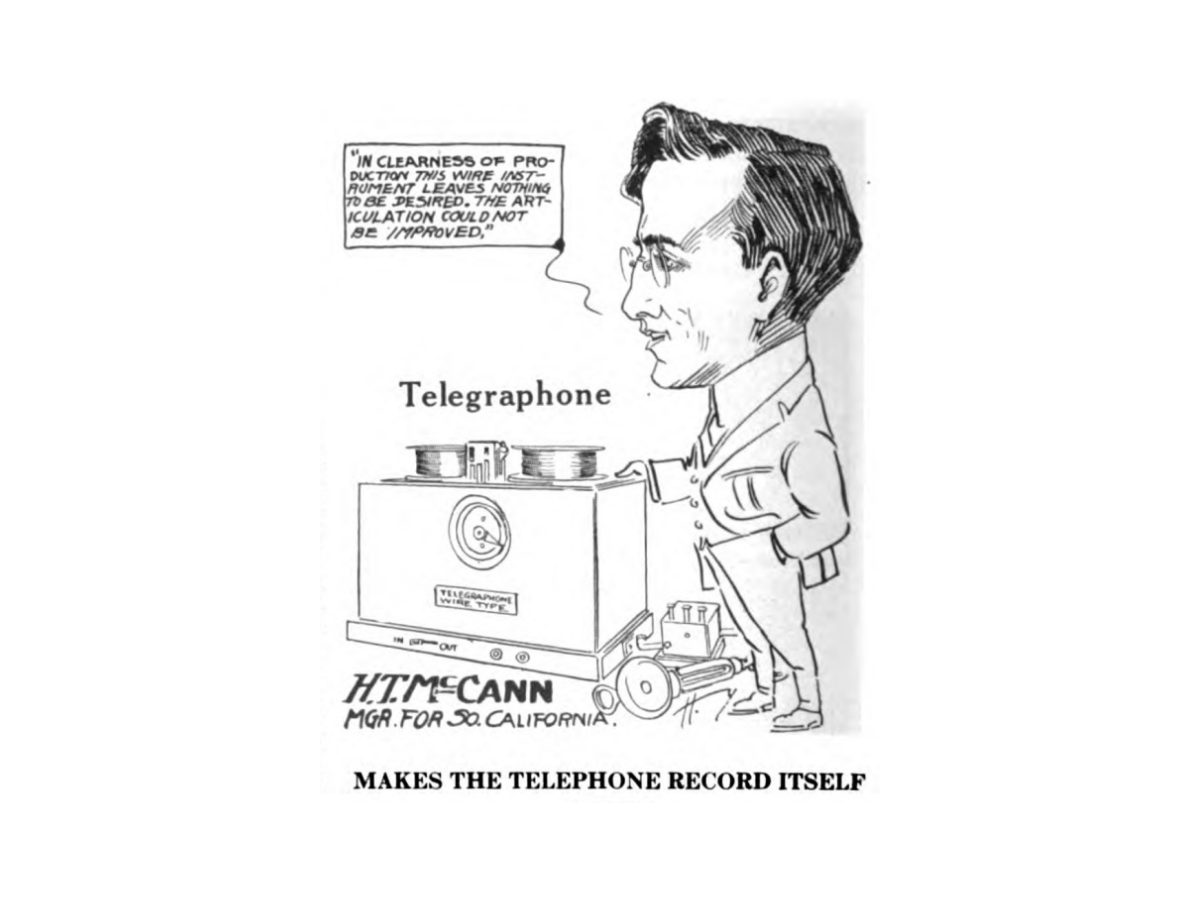 "IN CLEARNESS OF PRO-
DUCTION THIS WIRE INST-
RUMENT LEAVES NOTHING
TO BE DESIRED. THE ART-
ICULATION COULD NOT
BE IMPROVED."
Telegraphone
TELEGRAPHONE
WIRE TYPE
IN OUT
H.T. McCANN
MGR. FOR SO. CALIFORNIA.
MAKES THE TELEPHONE RECORD ITSELF